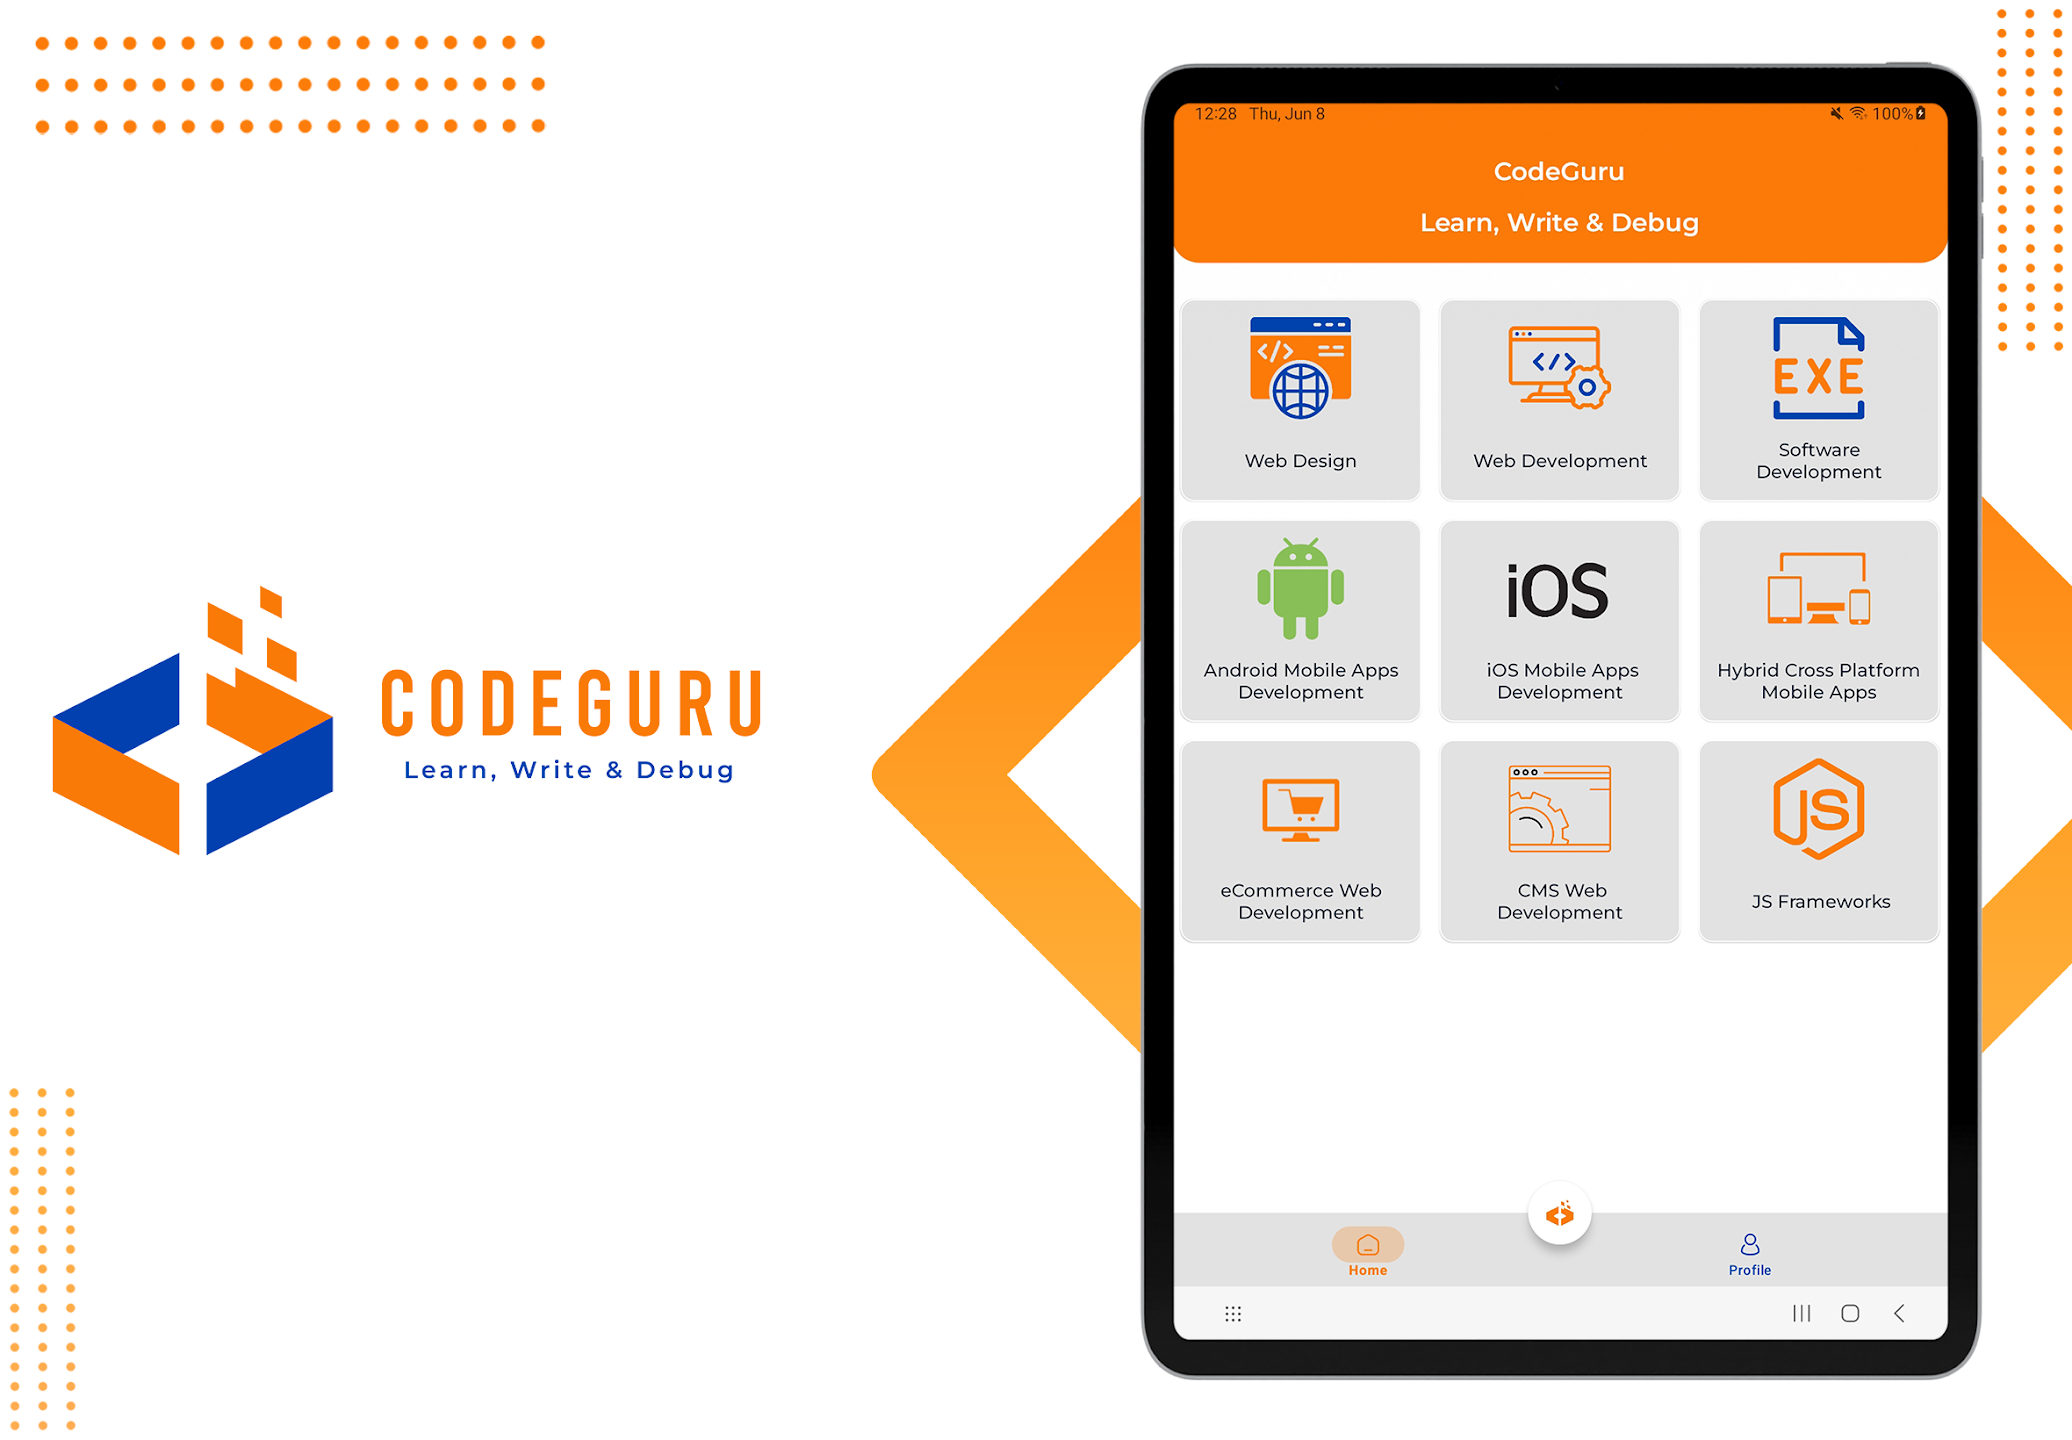 CODEGURU
Learn, Write & Debug
12:28 Thu, Jun 8
100%
CodeGuru
Learn, Write & Debug
</>
Web Design
</>
Web Development
EXE
Software
Development
Android Mobile Apps
Development
iOS
iOS Mobile Apps
Development
Hybrid Cross Platform
Mobile Apps
eCommerce Web
Development
CMS Web
Development
JS
JS Frameworks
Home
Profile